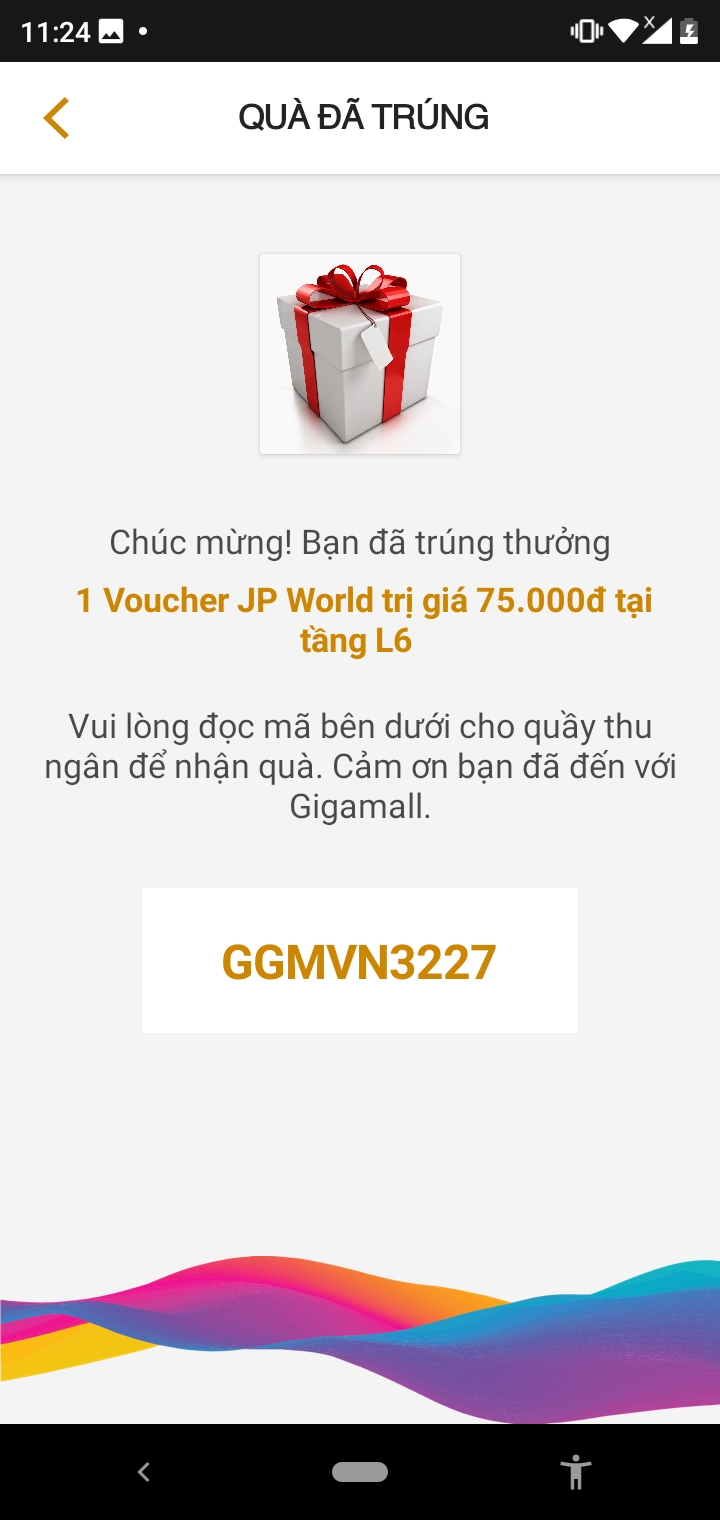 11:24
QUÀ ĐÃ TRÚNG
Chúc mừng! Bạn đã trúng thưởng
1 Voucher JP World trị giá 75.000đ tại
tầng L6
Vui lòng đọc mã bên dưới cho quầy thu
ngân để nhận quà. Cảm ơn bạn đã đến với
Gigamall.
GGMVN3227